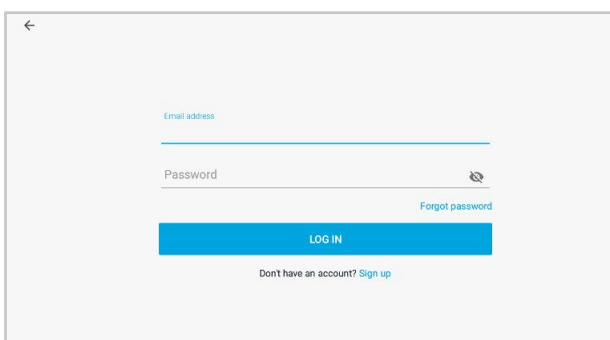 Email address
Password
Forgot password
LOG IN
Don't have an account? Sign up